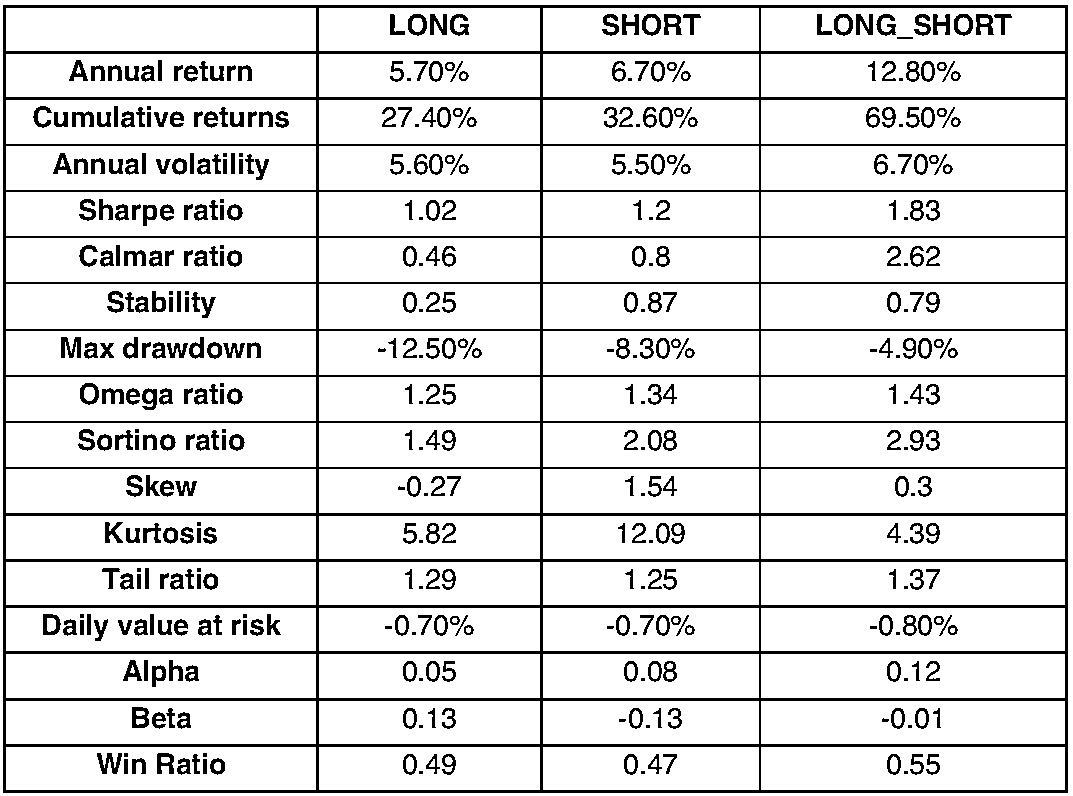 LONG SHORT LONG_SHORT
Annual return 5.70% 6.70% 12.80%
Cumulative returns 27.40% 32.60% 69.50%
Annual volatility 5.60% 5.50% 6.70%
Sharpe ratio 1.02 1.2 1.83
Calmar ratio 0.46 0.8 2.62
Stability 0.25 0.87 0.79
Max drawdown -12.50% -8.30% -4.90%
Omega ratio 1.25 1.34 1.43
Sortino ratio 1.49 2.08 2.93
Skew -0.27 1.54 0.3
Kurtosis 5.82 12.09 4.39
Tail ratio 1.29 1.25 1.37
Daily value at risk -0.70% -0.70% -0.80%
Alpha 0.05 0.08 0.12
Beta 0.13 -0.13 -0.01
Win Ratio 0.49 0.47 0.55